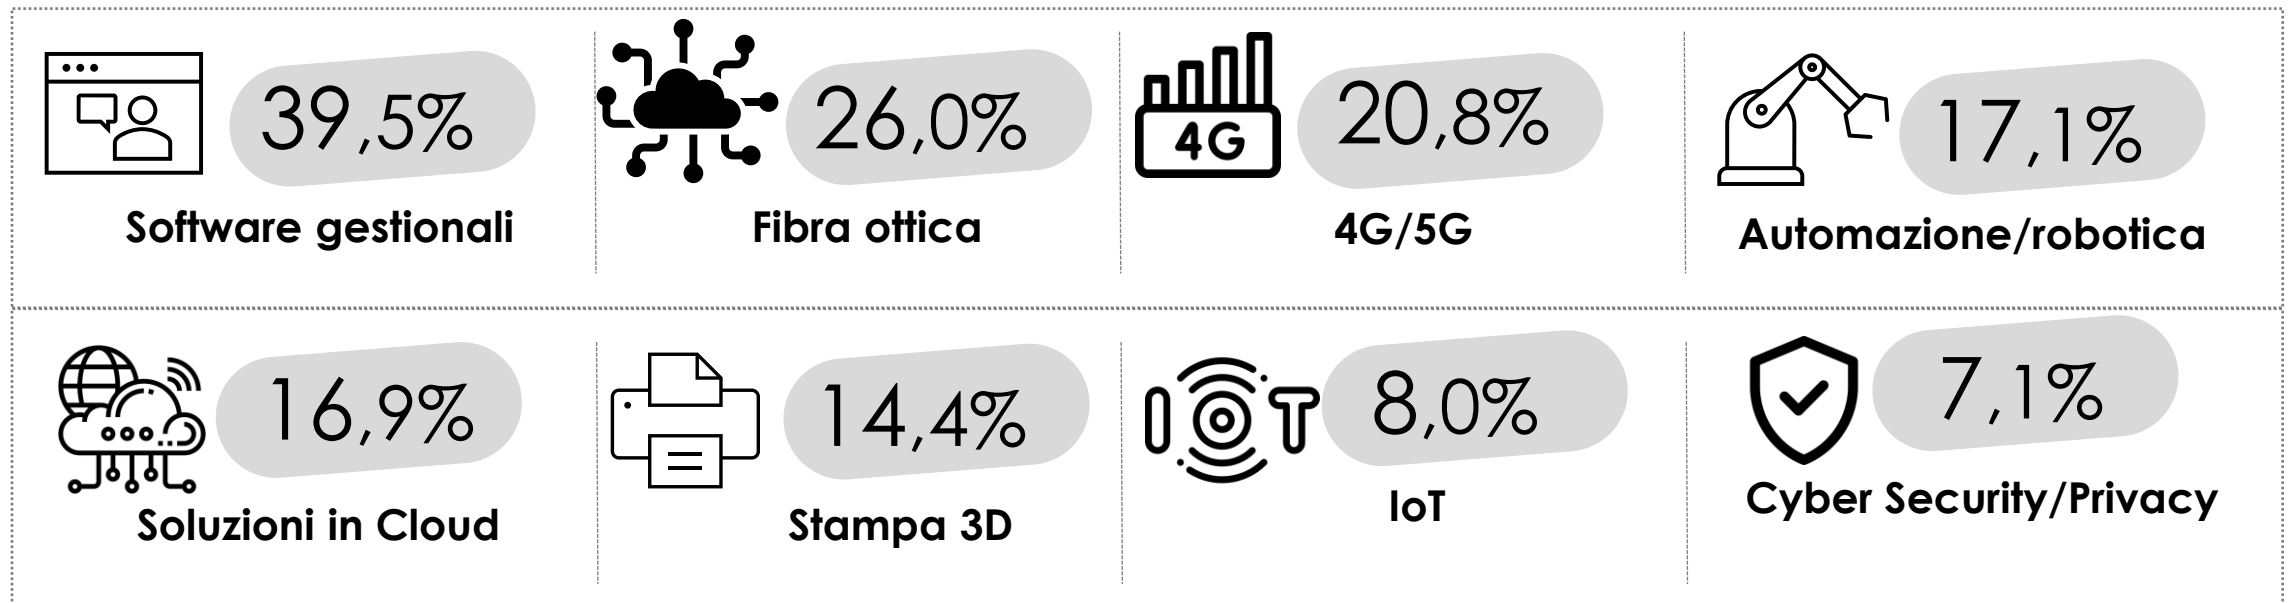 39,5%
Software gestionali
26,0%
Fibra ottica
4G
20,8%
4G/5G
17,1%
Automazione/robotica
16,9%
Soluzioni in Cloud
14,4%
Stampa 3D
IOT
8,0%
IoT
7,1%
Cyber Security/Privacy